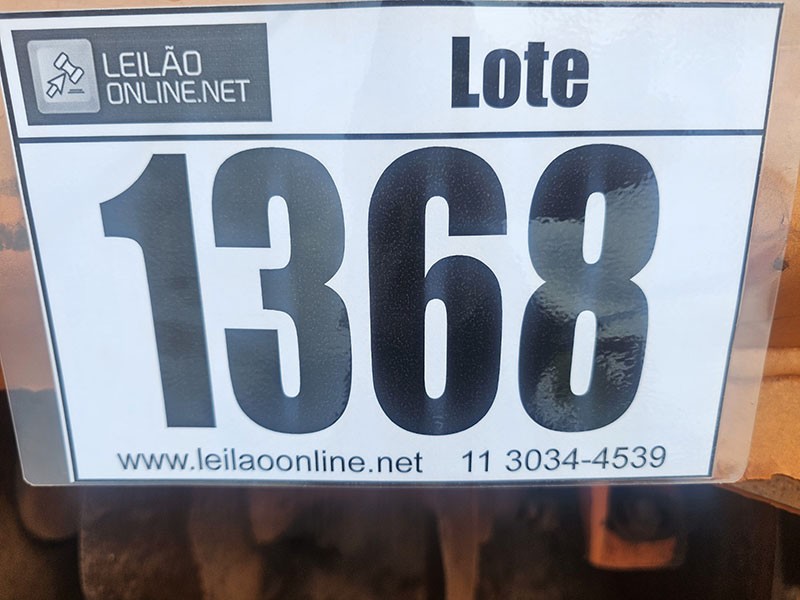 LEILÃO
ONLINE.NET
Lote
1368
www.leilaoonline.net 11 3034-4539